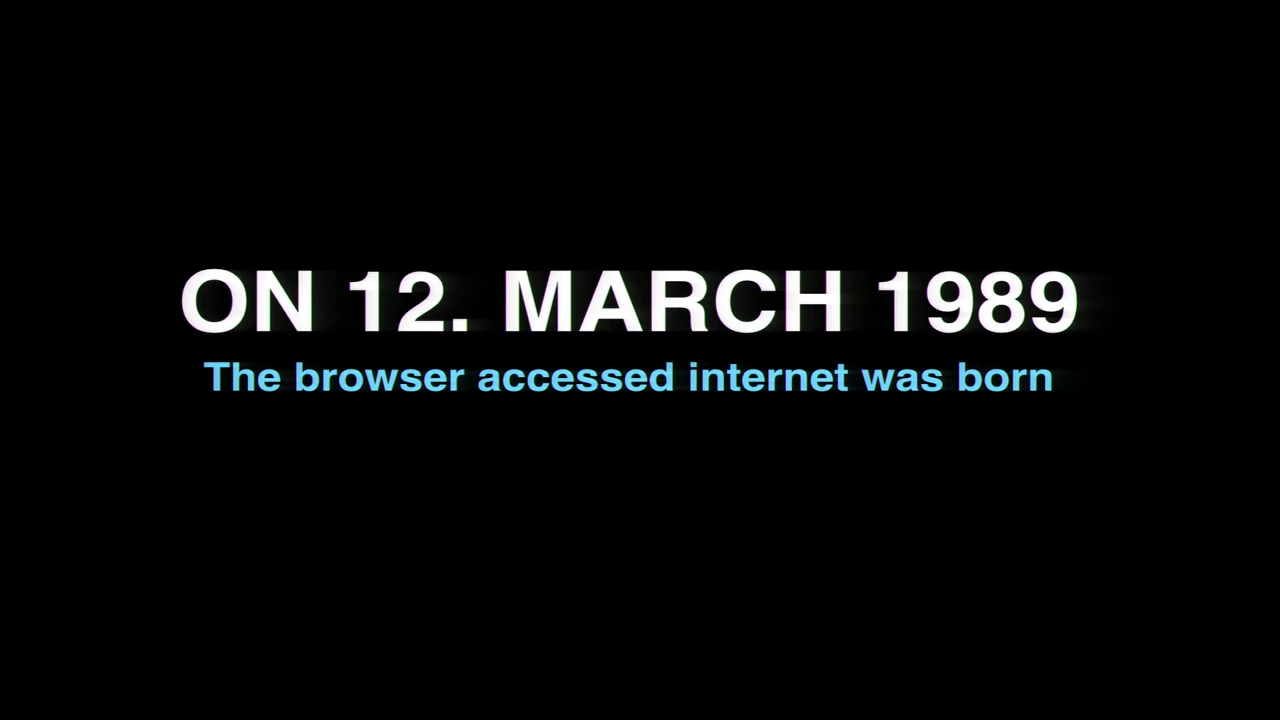 ON 12. MARCH 1989
The browser accessed internet was born